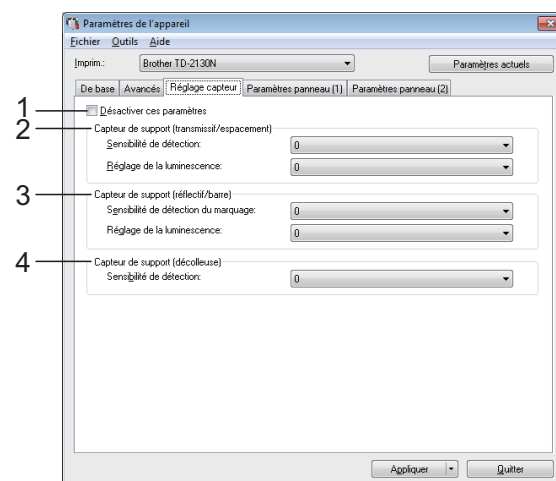 Paramètres de l'appareil
Fichier Outils Aide
Imprim.: Brother TD-2130N Paramètres actuels
De base Avancés Réglage capteur Paramètres panneau (1) Paramètres panneau (2)
1 Désactiver ces paramètres
2 Capteur de support (transmissif/espacement)
Sensibilité de détection: 0
Réglage de la luminescence: 0
3 Capteur de support (réflectif/barre)
Sensibilité de détection du marquage: 0
Réglage de la luminescence: 0
4 Capteur de support (décolleuse)
Sensibilité de détection: 0
Appliquer Quitter